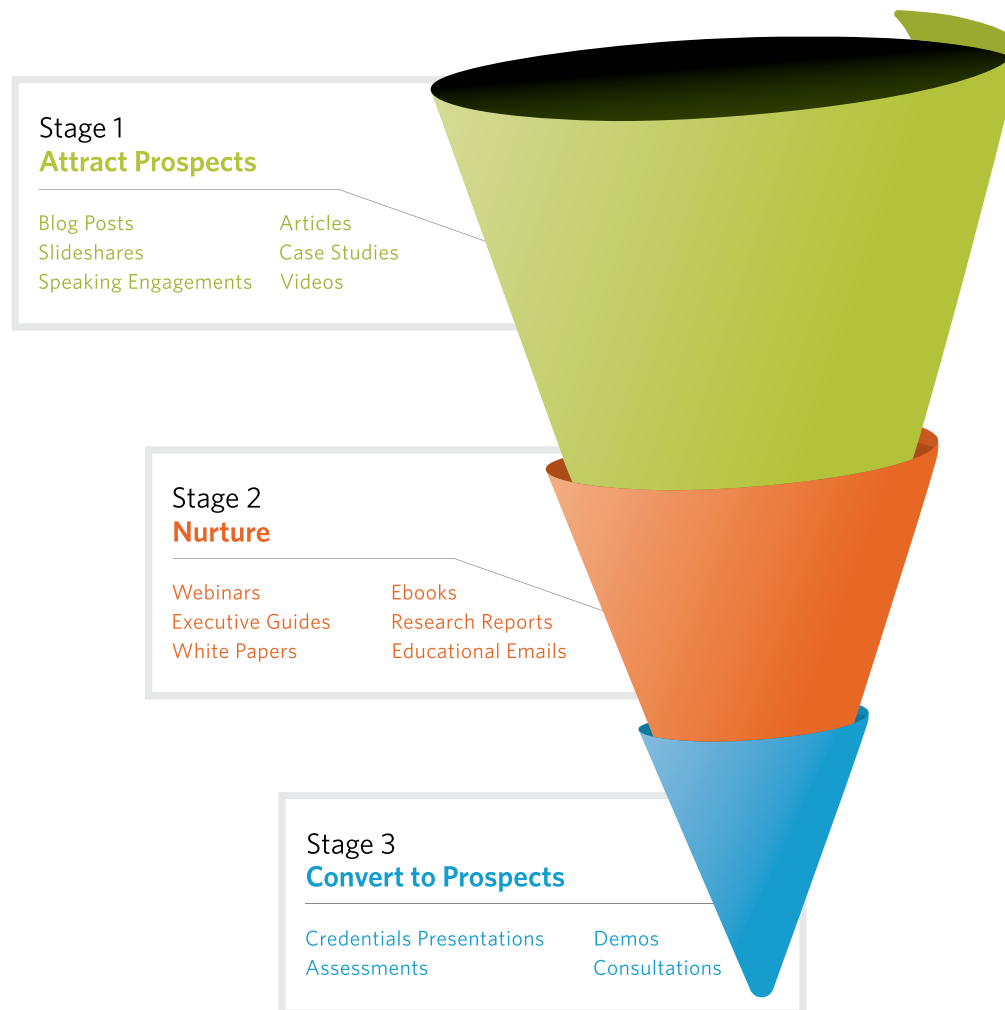 Stage 1
Attract Prospects
Blog Posts
Slideshares
Speaking Engagements
Articles
Case Studies
Videos
Stage 2
Nurture
Webinars
Executive Guides
White Papers
Ebooks
Research Reports
Educational Emails
Stage 3
Convert to Prospects
Credentials Presentations
Assessments
Demos
Consultations